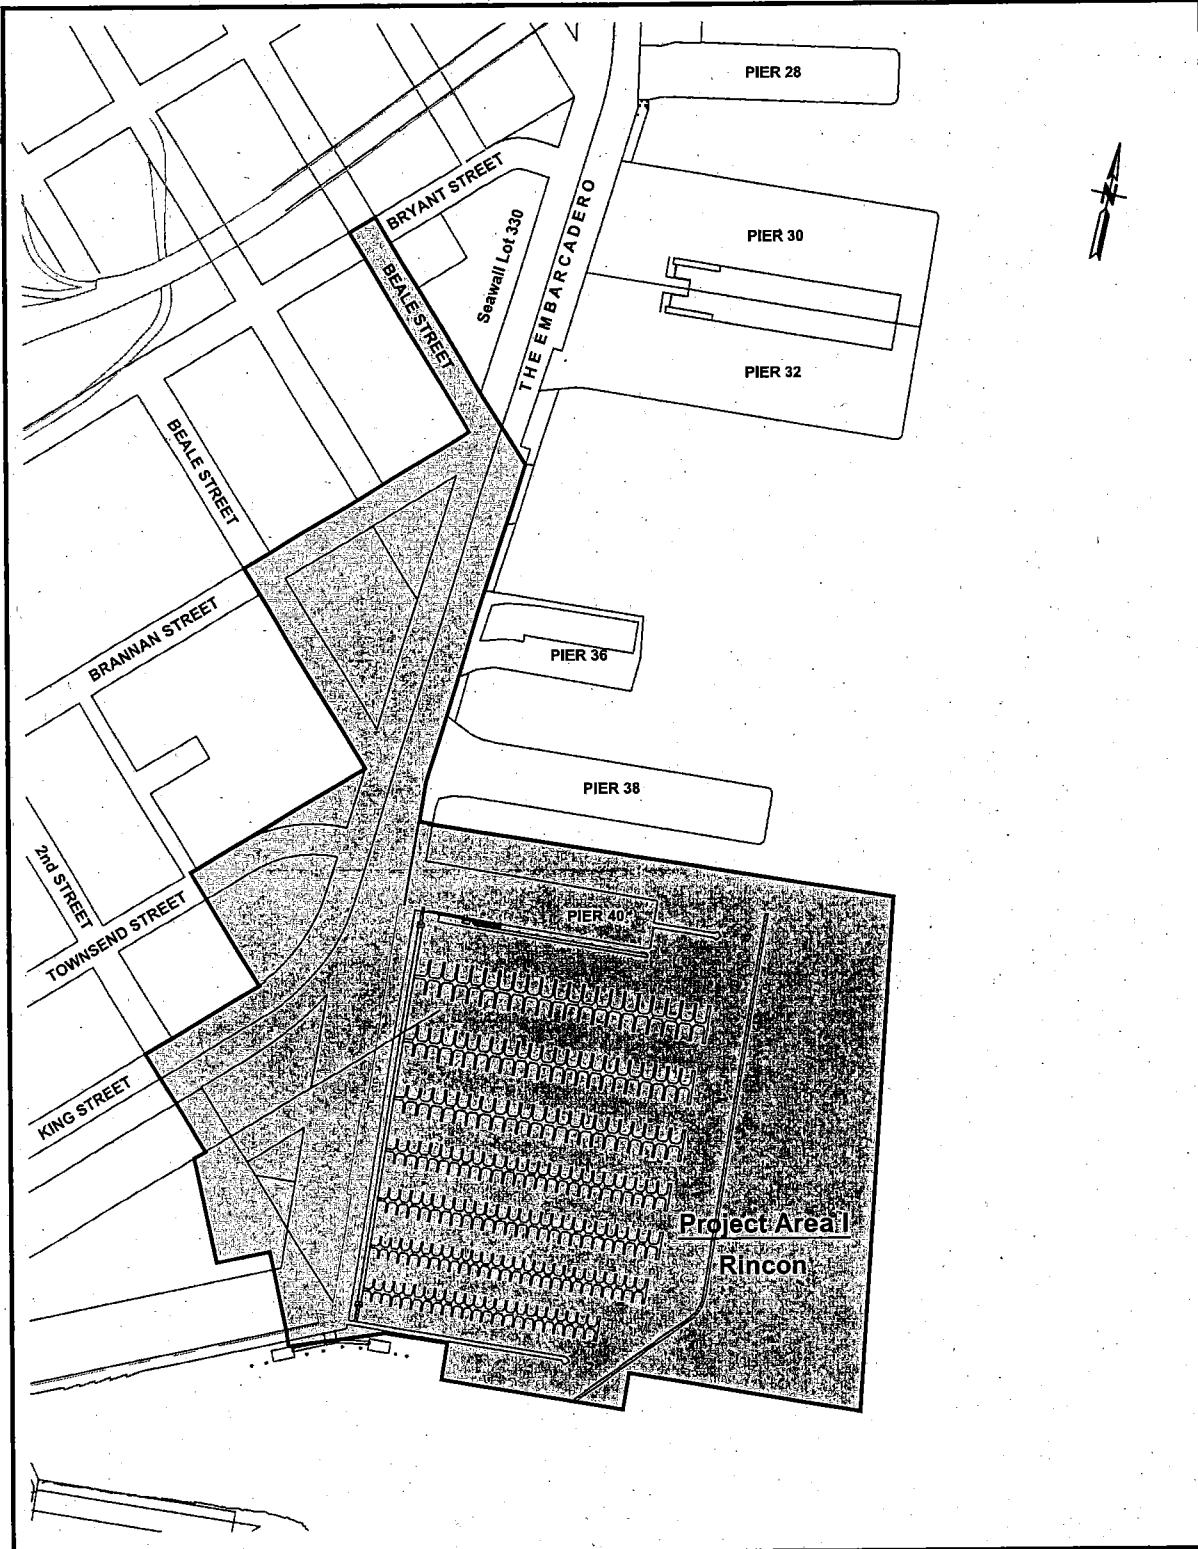 PIER 28
N
BRYANT STREET
PIER 30
Seawall Lot 330
THE EMBARCADERO
BEALE STREET
PIER 32
BEALE STREET
BRANNAN STREET
PIER 36
PIER 38
2nd STREET
TOWNSEND STREET
PIER 40
KING STREET
Project Area I
Rincon